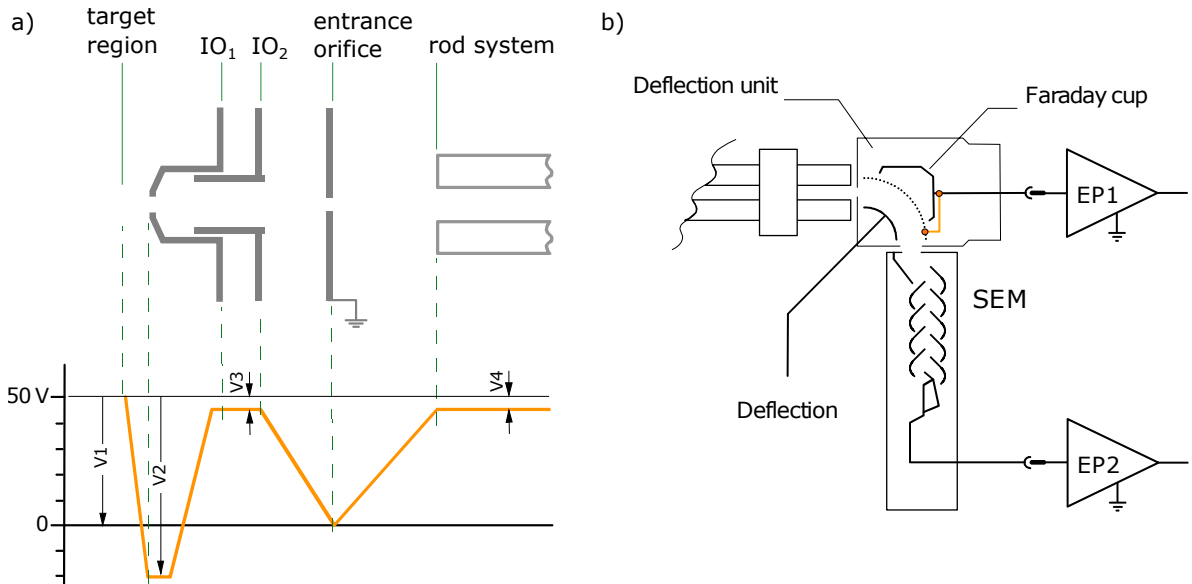 a)
target
region
IO₁
IO₂
entrance
orifice
rod system
50 V
0
V1
V2
V3
V4
b)
Deflection unit
Faraday cup
EP1
SEM
Deflection
EP2